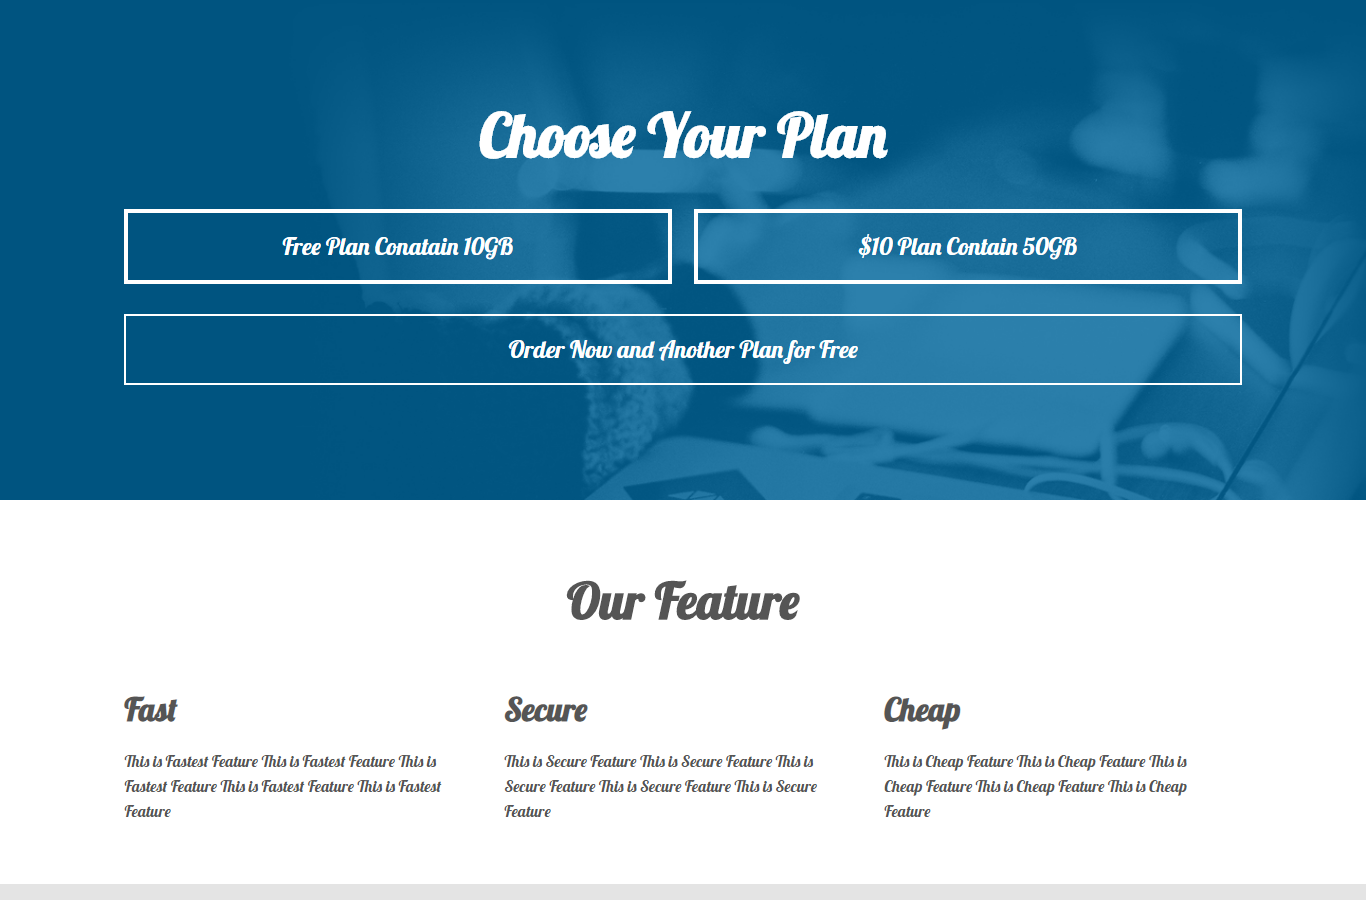 Choose Your Plan
Free Plan Conatain 10GB
$10 Plan Contain 50GB
Order Now and Another Plan for Free
Our Feature
Fast
This is Fastest Feature This is Fastest Feature This is
Fastest Feature This is Fastest Feature This is Fastest
Feature
Secure
This is Secure Feature This is Secure Feature This is
Secure Feature This is Secure Feature This is Secure
Feature
Cheap
This is Cheap Feature This is Cheap Feature This is
Cheap Feature This is Cheap Feature This is Cheap
Feature